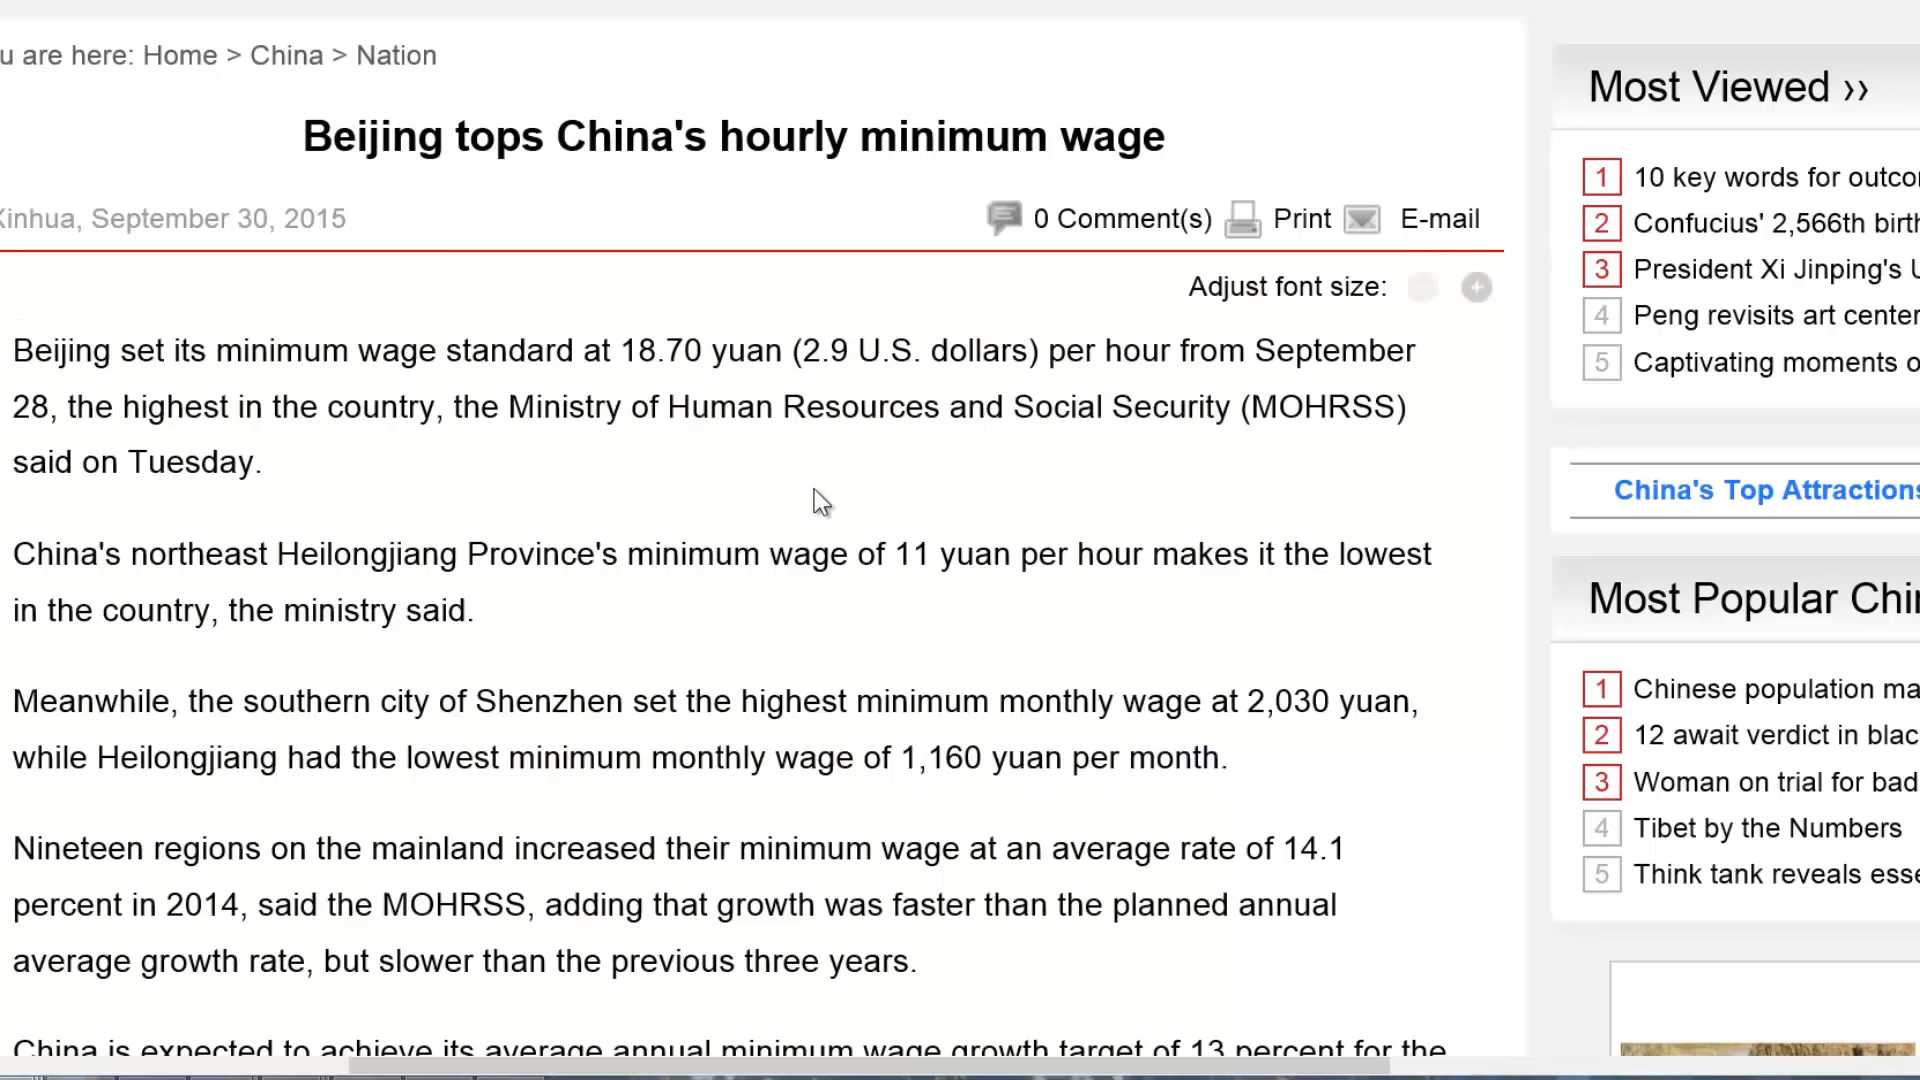 u are here: Home > China > Nation
Beijing tops China's hourly minimum wage
Xinhua, September 30, 2015
0 Comment(s) Print E-mail
Adjust font size:
Beijing set its minimum wage standard at 18.70 yuan (2.9 U.S. dollars) per hour from September
28, the highest in the country, the Ministry of Human Resources and Social Security (MOHRSS)
said on Tuesday.
China's northeast Heilongjiang Province's minimum wage of 11 yuan per hour makes it the lowest
in the country, the ministry said.
Meanwhile, the southern city of Shenzhen set the highest minimum monthly wage at 2,030 yuan,
while Heilongjiang had the lowest minimum monthly wage of 1,160 yuan per month.
Nineteen regions on the mainland increased their minimum wage at an average rate of 14.1
percent in 2014, said the MOHRSS, adding that growth was faster than the planned annual
average growth rate, but slower than the previous three years.
China is expected to achieve its average annual minimum wage growth target of 13 percent for the
Most Viewed ››
1 10 key words for outco
2 Confucius' 2,566th birth
3 President Xi Jinping's U
4 Peng revisits art center
5 Captivating moments o
China's Top Attractions
Most Popular Chin
1 Chinese population ma
2 12 await verdict in blac
3 Woman on trial for bad
4 Tibet by the Numbers
5 Think tank reveals esse